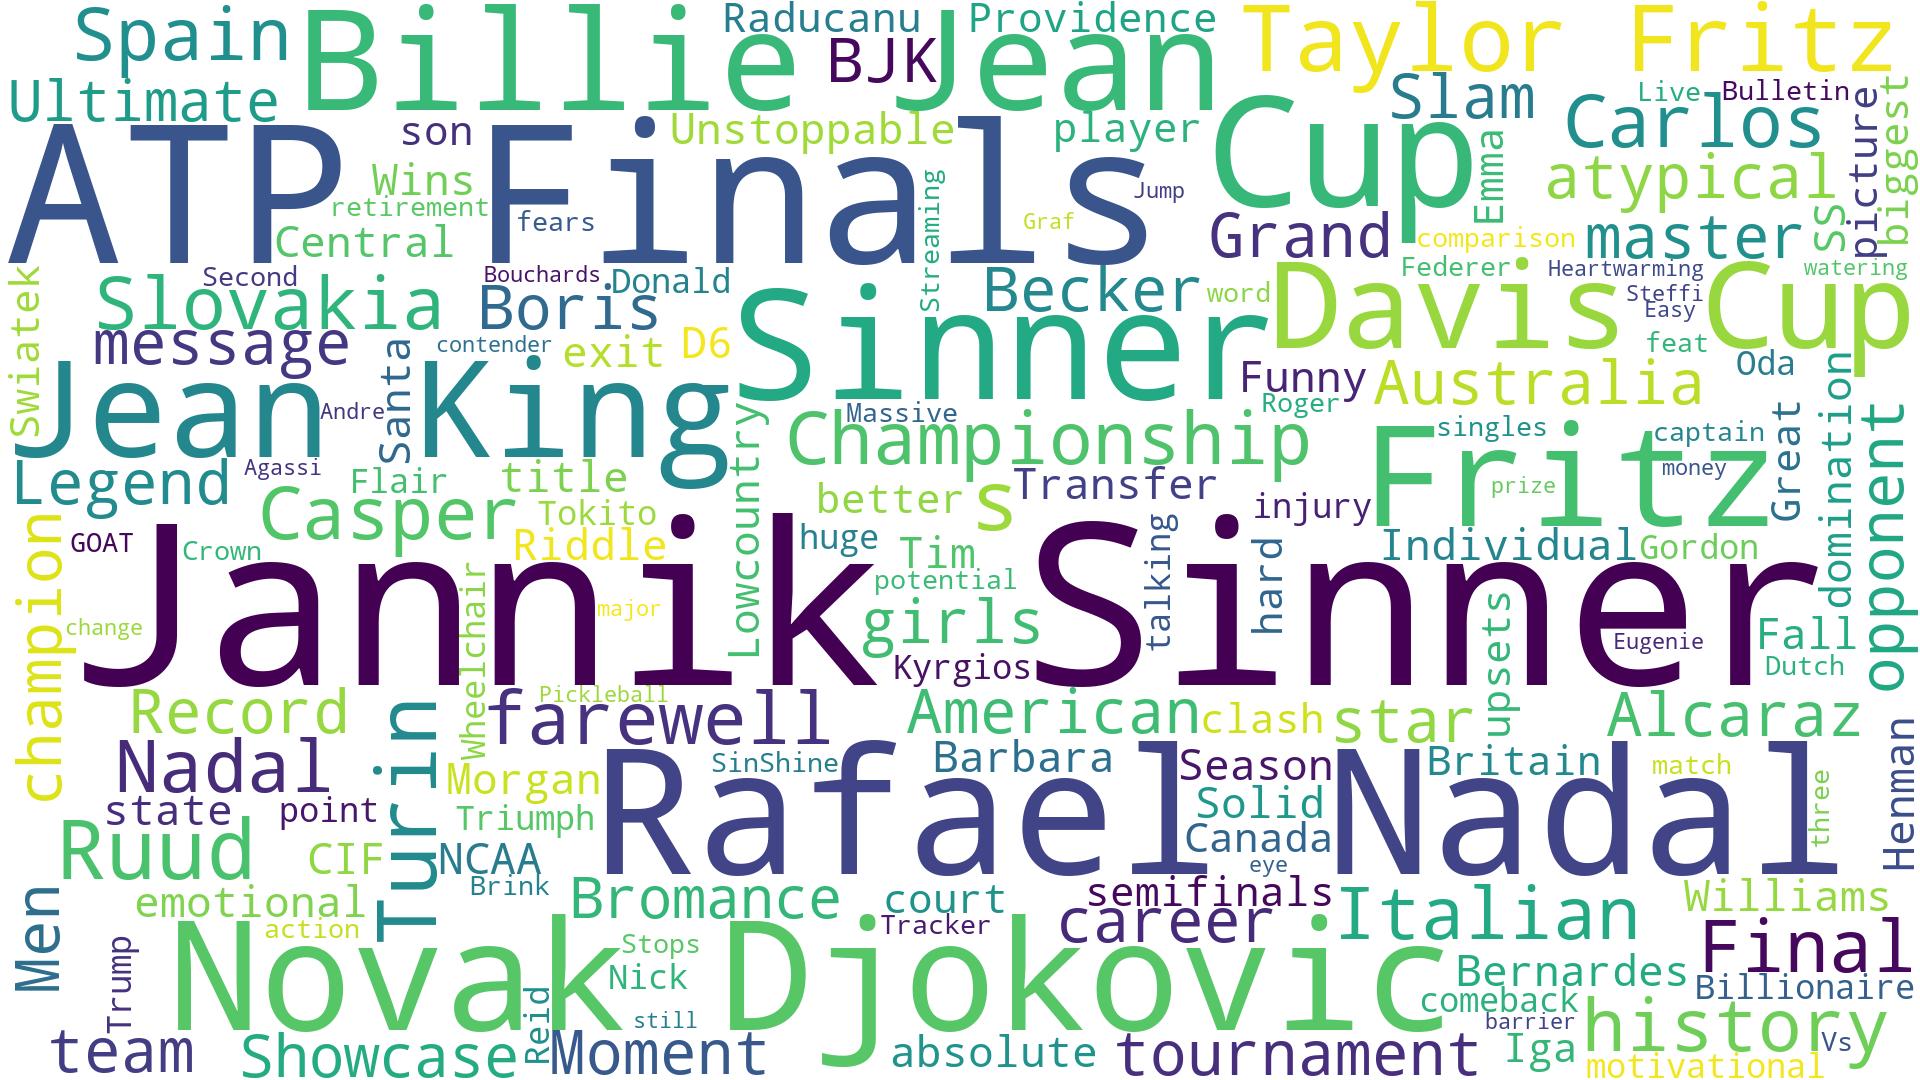 Spain
Billie Jean
Raducanu
Providence
Taylor Fritz
BJK
Ultimate
Slam
Live
Bulletin
Carlos
picture
biggest
ATP Finals
son
Unstoppable
player
Cup
Emma
atypical
Wins
retirement
fears
Streaming
Jump
Graf
Central
Grand
comparison
master
SS
Swiatek
Second
Slovakia
Bouchards
Donald
Boris
Becker
word
Federer
Heartwarming
watering
Steffi
Easy
Davis Cup
Sinner
message
contender
exit
D6
feat
Oda
Jean King
Santa
Andre
Funny
Australia
Roger
domination
Massive
Lowcountry
Championship
Fritz
singles
captain
money
Great
opponent
Legend
Agassi
Flair
title
Transfer
better
s
prize
injury
Casper
Tokito
champion
GOAT
Crown
Riddle
huge
Tim
talking
hard
Individual
Gordon
Jannik Sinner
potential
Wheelchair
major
change
girls
upsets
Eugenie
Fall
Dutch
Kyrgios
Record
Turin
Pickleball
farewell
American
clash
star
Alcaraz
Henman
Nadal
SinShine
Barbara
Season
Britain
match
Morgan
Rafael Nadal
state
point
Triumph
Solid
three
Ruud
CIF
NCAA
Canada
eye
Brink
Men
emotional
Bromance
court
semifinals
Williams
action
Tracker
career
Italian
Final
Trump
Novak Djokovic
Stops
Nick
Bernardes
Billionaire
comeback
Reid
still
barrier
history
Vs
team
Showcase
Moment
absolute
tournament
Iga
motivational